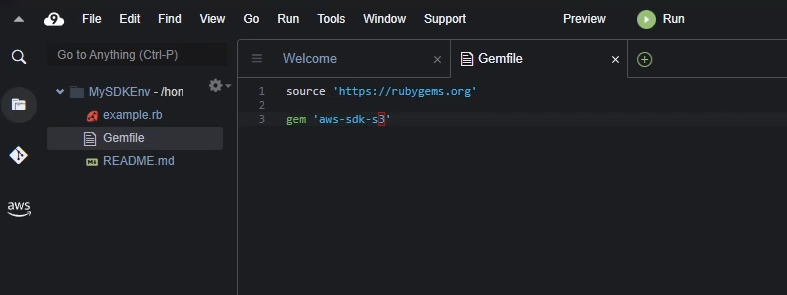 9 File Edit Find View Go Run Tools Window Support Preview Run
Go to Anything (Ctrl-P)
Welcome × Gemfile ×
MySDKEnv - /hon
example.rb
Gemfile
README.md
aws
1 source 'https://rubygems.org'
2
3 gem 'aws-sdk-s3'